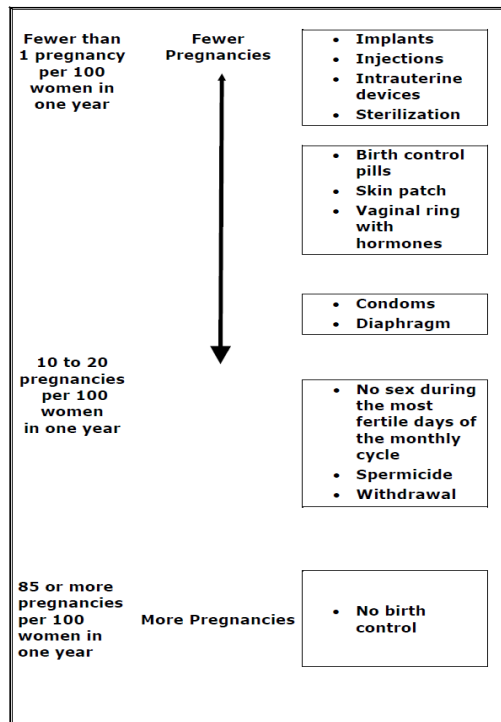 Fewer than
1 pregnancy
per 100
women in
one year
Fewer
Pregnancies
• Implants
• Injections
• Intrauterine
devices
• Sterilization
• Birth control
pills
• Skin patch
• Vaginal ring
with
hormones
• Condoms
• Diaphragm
10 to 20
pregnancies
per 100
women
in one year
• No sex during
the most
fertile days of
the monthly
cycle
• Spermicide
• Withdrawal
85 or more
pregnancies
per 100
women in
one year
More Pregnancies
• No birth
control